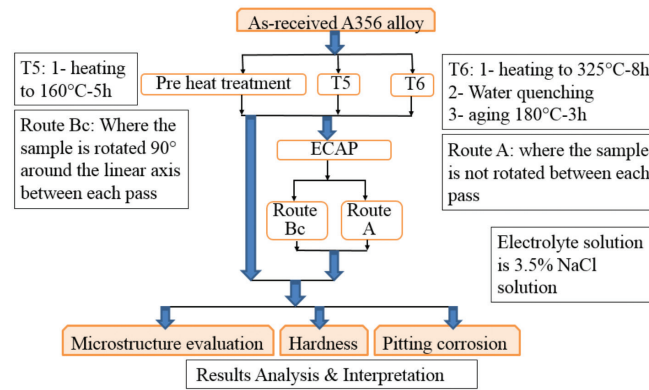 As-received A356 alloy
T5: 1- heating
to 160°C-5h
Pre heat treatment
T5
T6
T6: 1- heating to 325°C-8h
2- Water quenching
3- aging 180°C-3h
Route Bc: Where the
sample is rotated 90°
around the linear axis
between each pass
ECAP
Route A: where the sample
is not rotated between each
pass
Route
Bc
Route
A
Electrolyte solution
is 3.5% NaCl
solution
Microstructure evaluation
Hardness
Pitting corrosion
Results Analysis & Interpretation